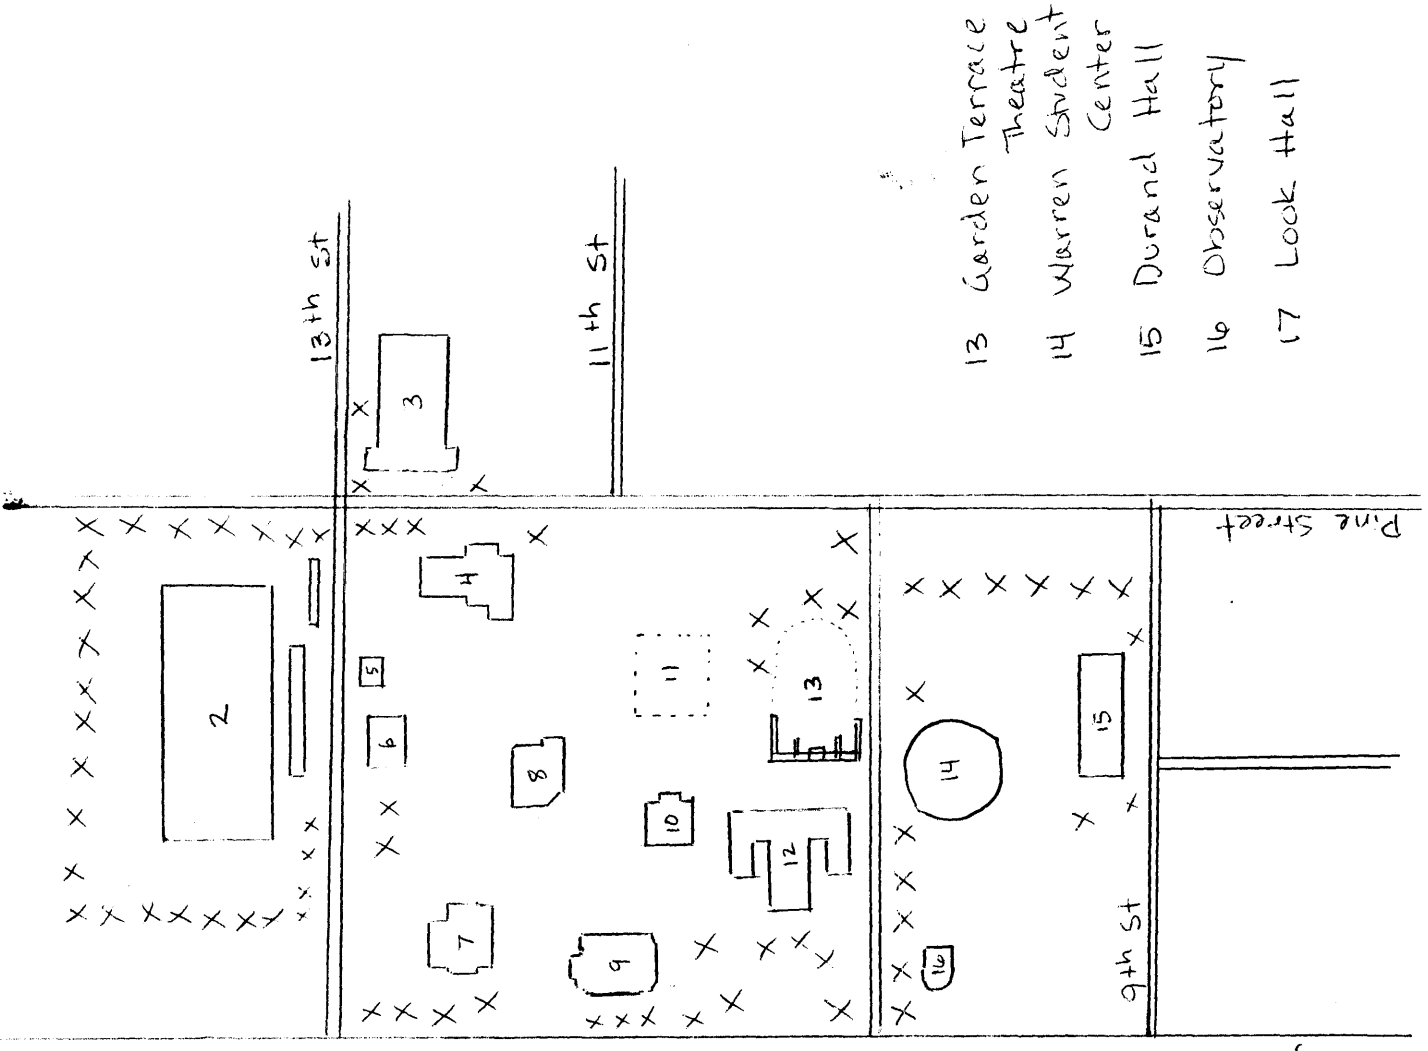 13th St
11th St
9th St
Pine Street
2
3
4
5
6
7
8
9
10
11
12
13
14
15
16
13 Garden Terrace
Theatre
14 Warren Student
Center
15 Durand Hall
16 Observatory
17 Look Hall